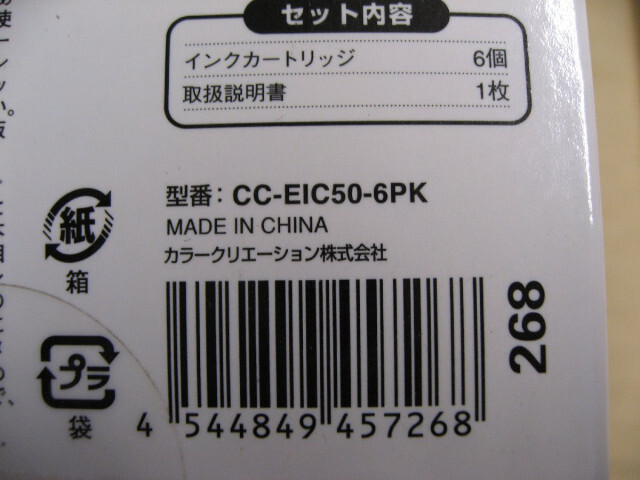 セット内容
インクカートリッジ 6個
取扱説明書 1枚
型番：CC-EIC50-6PK
MADE IN CHINA
カラークリエーション株式会社
紙
箱
プラ
袋
4 544849 457268
268